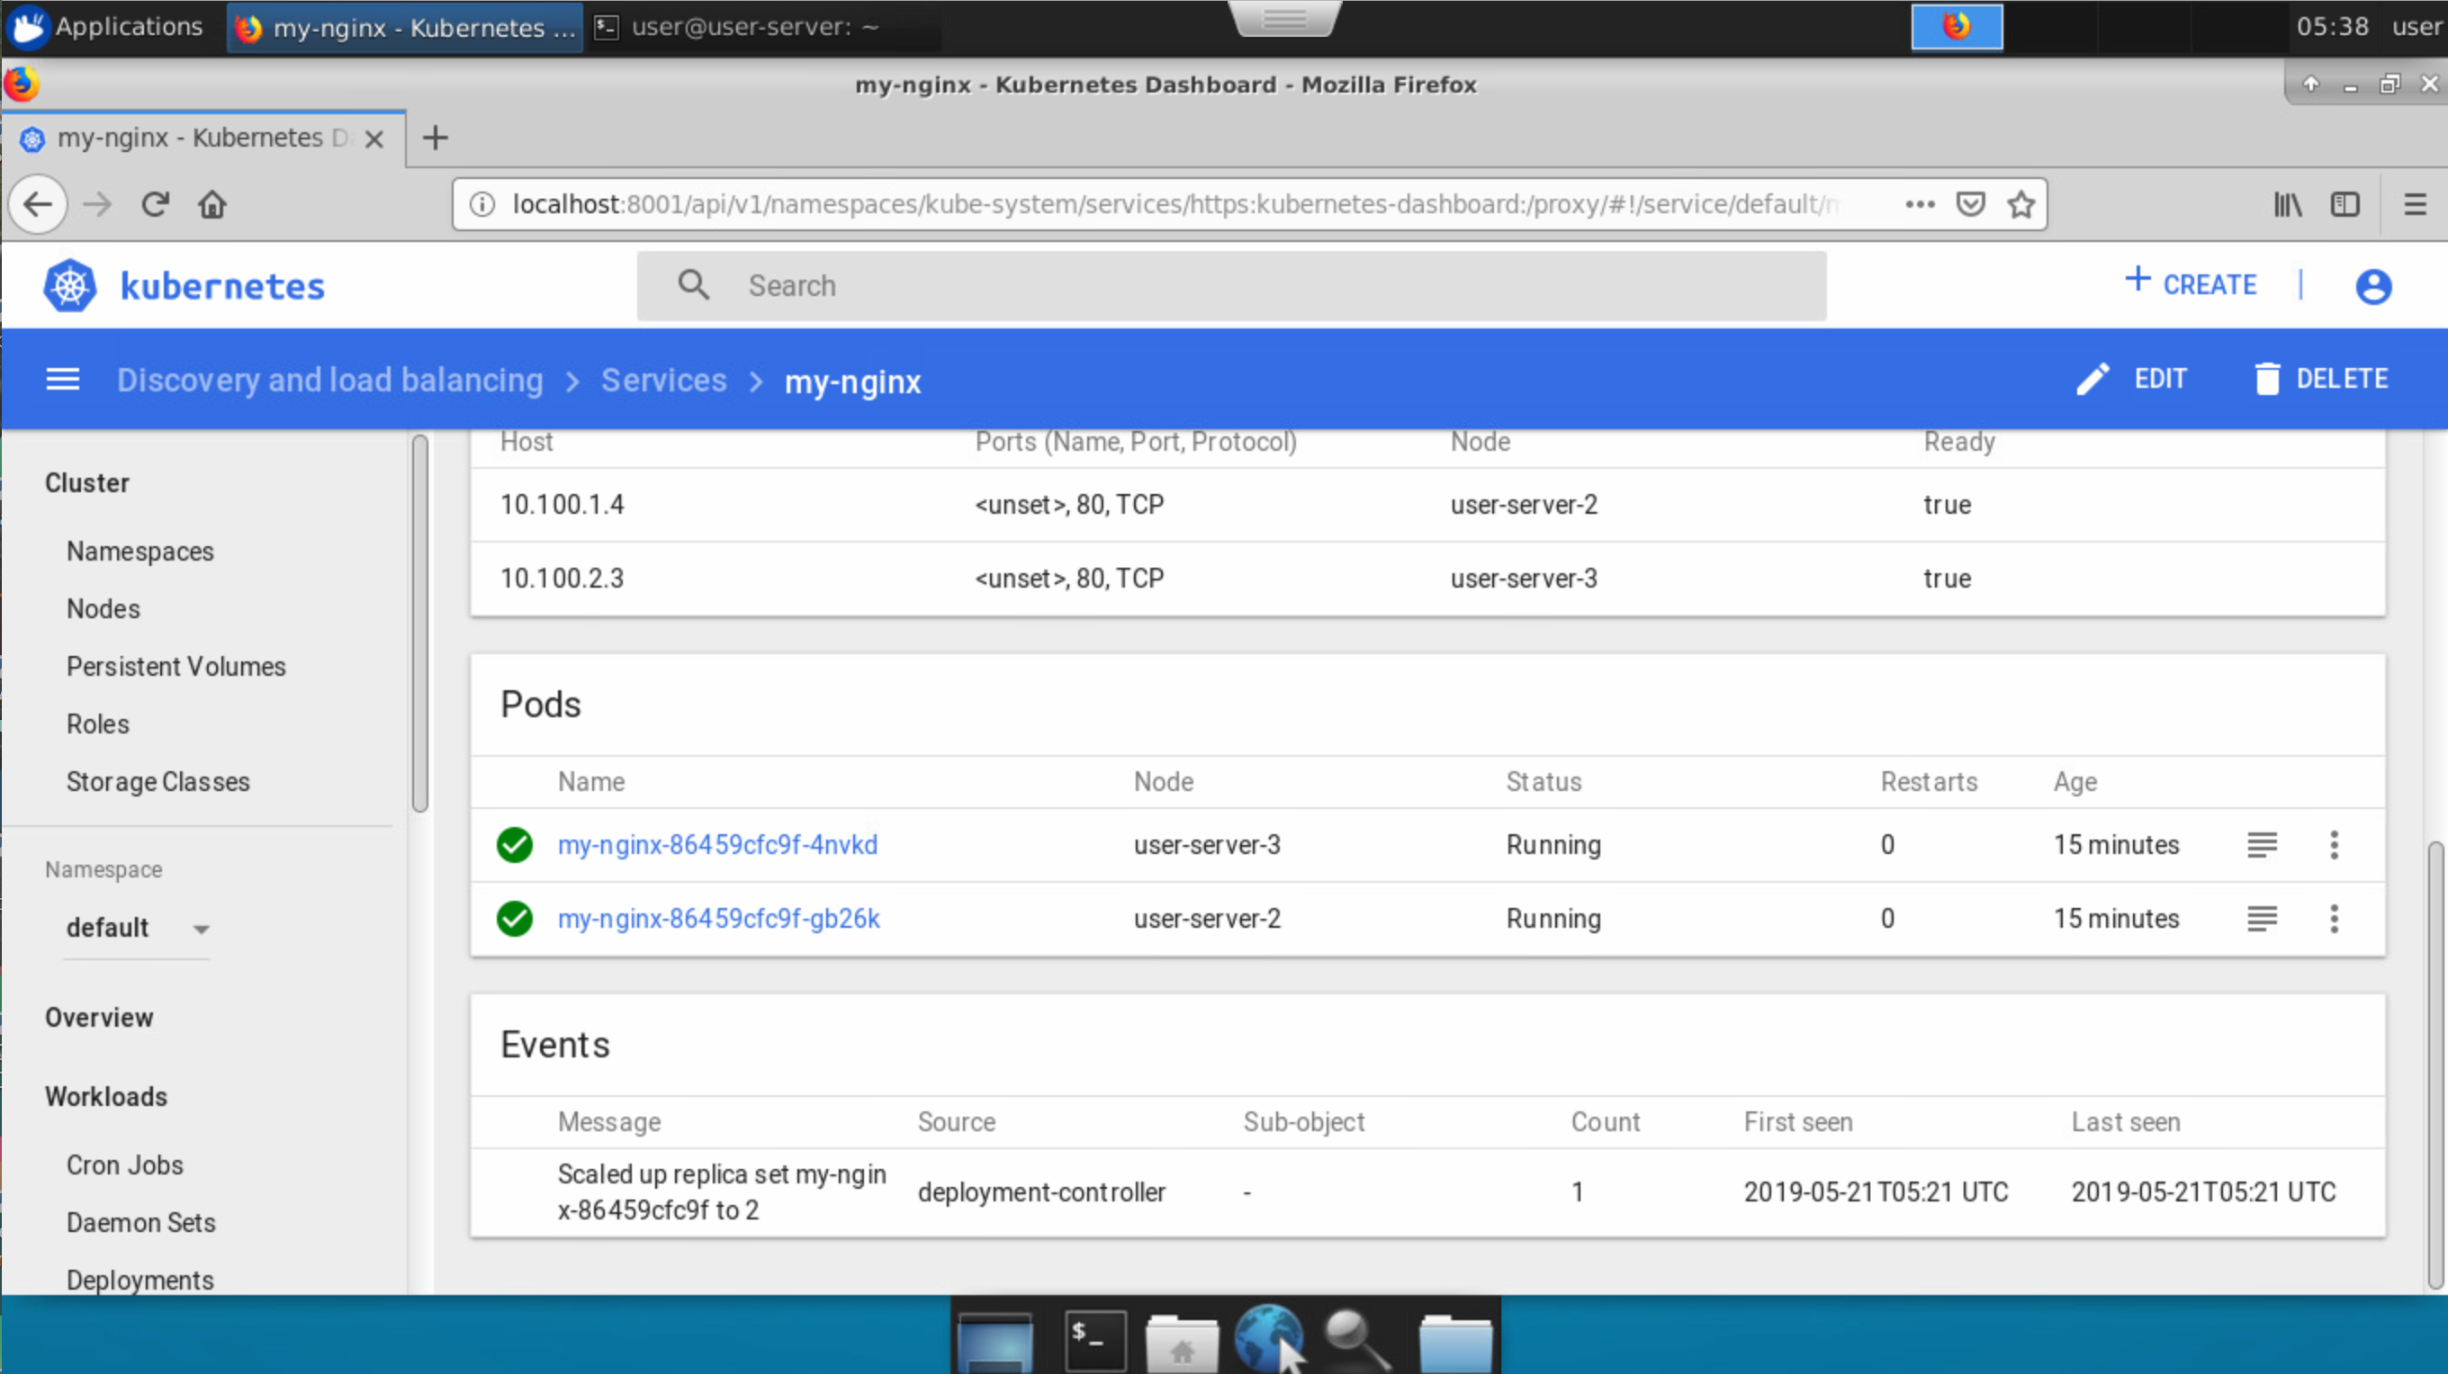 Applications my-nginx - Kubernetes ... user@user-server: ~ 05:38 user
my-nginx - Kubernetes Dashboard - Mozilla Firefox
my-nginx - Kubernetes
localhost:8001/api/v1/namespaces/kube-system/services/https:kubernetes-dashboard:/proxy/#!/service/default/
kubernetes Search + CREATE
Discovery and load balancing > Services > my-nginx EDIT DELETE
Host Ports (Name, Port, Protocol) Node Ready
10.100.1.4 <unset>, 80, TCP user-server-2 true
10.100.2.3 <unset>, 80, TCP user-server-3 true
Cluster
Namespaces
Nodes
Persistent Volumes
Roles
Storage Classes
Namespace
default
Overview
Workloads
Cron Jobs
Daemon Sets
Deployments
Pods
Name Node Status Restarts Age
my-nginx-86459cfc9f-4nvkd user-server-3 Running 0 15 minutes
my-nginx-86459cfc9f-gb26k user-server-2 Running 0 15 minutes
Events
Message Source Sub-object Count First seen Last seen
Scaled up replica set my-ngin
x-86459cfc9f to 2 deployment-controller - 1 2019-05-21T05:21 UTC 2019-05-21T05:21 UTC
$_